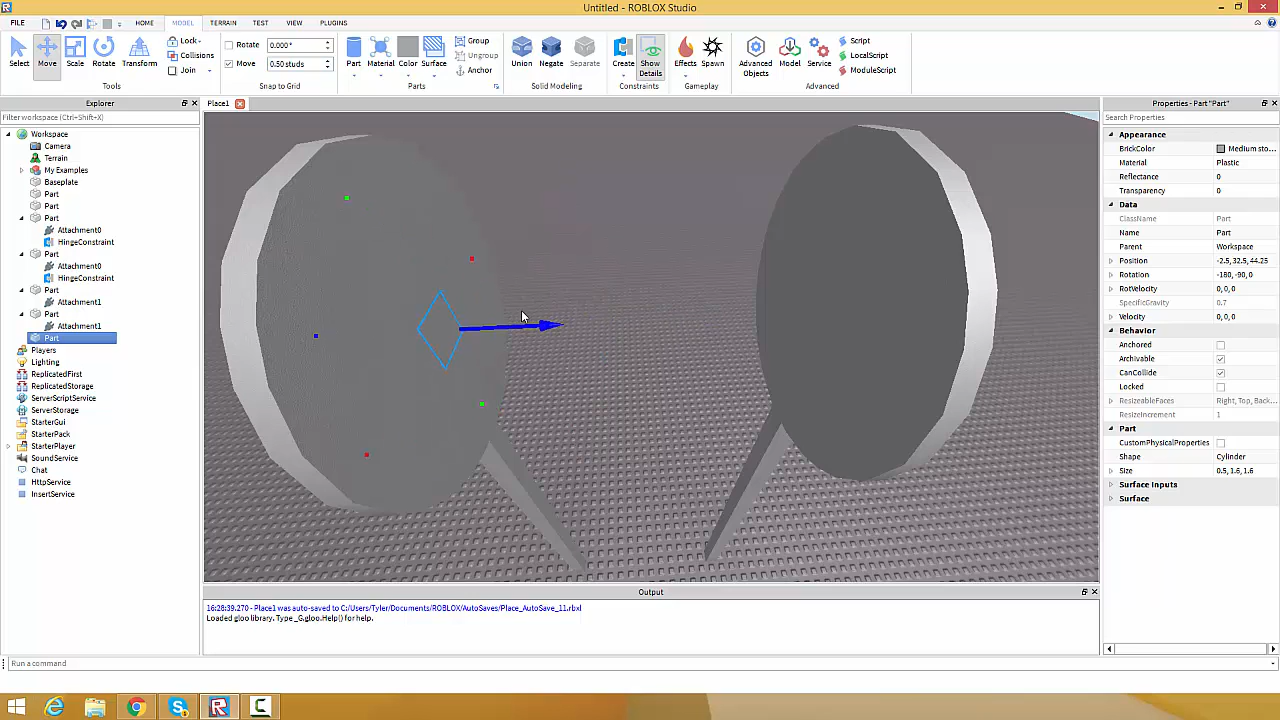 Untitled - ROBLOX Studio
FILE HOME MODEL TERRAIN TEST VIEW PLUGINS
Select Move Scale Rotate Transform
Lock
Collisions
Join
Tools
Rotate 0.000°
Move 0.50 studs
Snap to Grid
Part Material Color Surface
Group
Ungroup
Anchor
Parts
Union Negate Separate
Solid Modeling
Create Show Details
Constraints
Effects Spawn
Gameplay
Advanced Objects Model Service
Script
LocalScript
ModuleScript
Advanced
Explorer
Filter workspace (Ctrl+Shift+X)
Workspace
Camera
Terrain
My Examples
Baseplate
Part
Part
Part
Attachment0
HingeConstraint
Part
Attachment0
HingeConstraint
Part
Attachment1
Part
Attachment1
Part
Players
Lighting
ReplicatedFirst
ReplicatedStorage
ServerScriptService
ServerStorage
StarterGui
StarterPack
StarterPlayer
SoundService
Chat
HttpService
InsertService
Place1
Output
16:28:39.270 - Place1 was auto-saved to C:/Users/Tyler/Documents/ROBLOX/AutoSaves/Place_AutoSave_11.rbxl
Loaded gloo library. Type _G.gloo.Help() for help.
Run a command
Properties - Part "Part"
Search Properties
Appearance
BrickColor Medium sto...
Material Plastic
Reflectance 0
Transparency 0
Data
ClassName Part
Name Part
Parent Workspace
Position -2.5, 32.5, 44.25
Rotation -180, -90, 0
RotVelocity 0, 0, 0
SpecificGravity 0.7
Velocity 0, 0, 0
Behavior
Anchored
Archivable
CanCollide
Locked
ResizeableFaces Right, Top, Back...
ResizeIncrement 1
Part
CustomPhysicalProperties
Shape Cylinder
Size 0.5, 1.6, 1.6
Surface Inputs
Surface